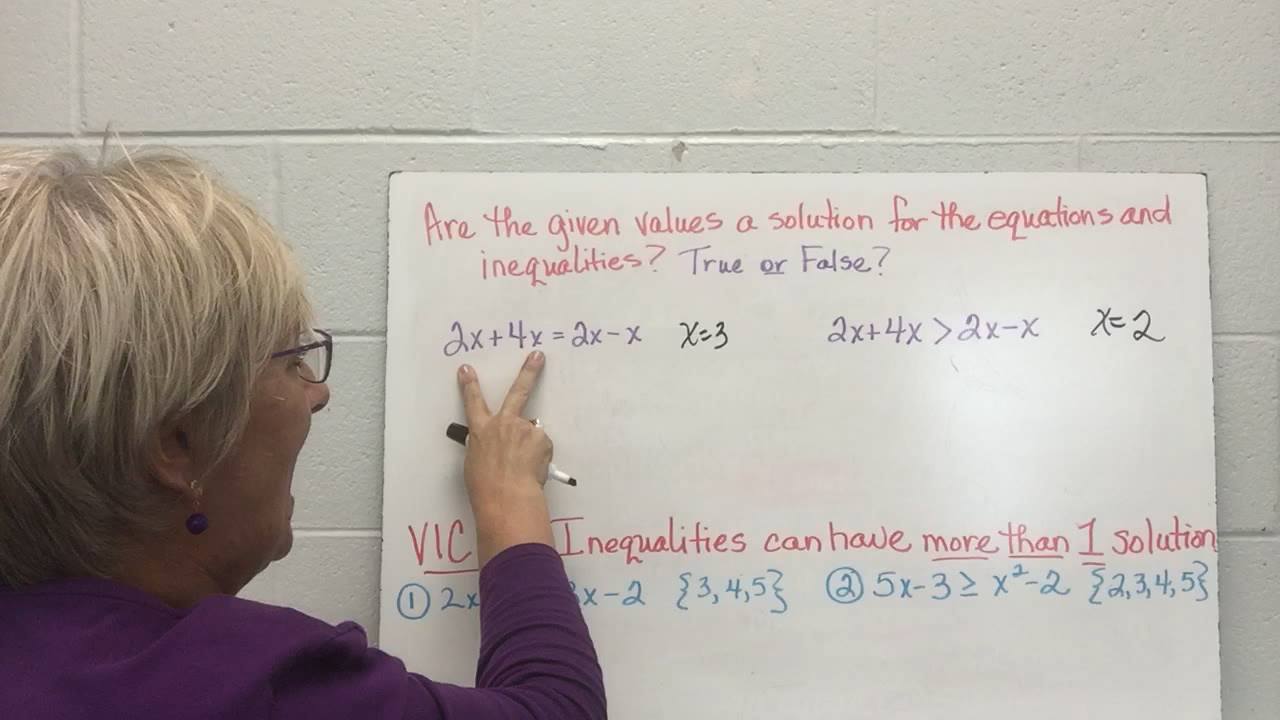 Are the given values a solution for the equations and
inequalities? True or False?
2x+4x=2x-x x=3 2x+4x>2x-x x=2
VIC Inequalities can have more than 1 solution
① 2x x-2 {3,4,5} ② 5x-3≥x²-2 {2,3,4,5}